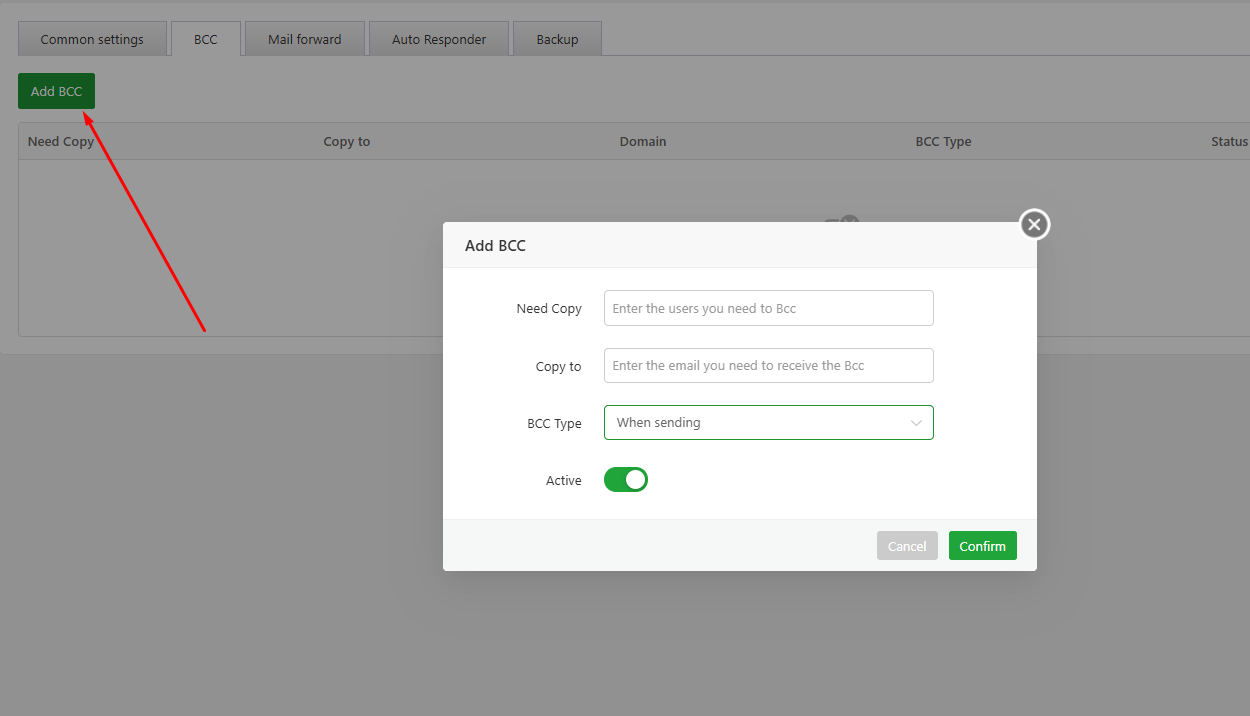 Common settings BCC Mail forward Auto Responder Backup
Add BCC
Need Copy Copy to Domain BCC Type Status
Add BCC
Need Copy Enter the users you need to Bcc
Copy to Enter the email you need to receive the Bcc
BCC Type When sending
Active
Cancel Confirm